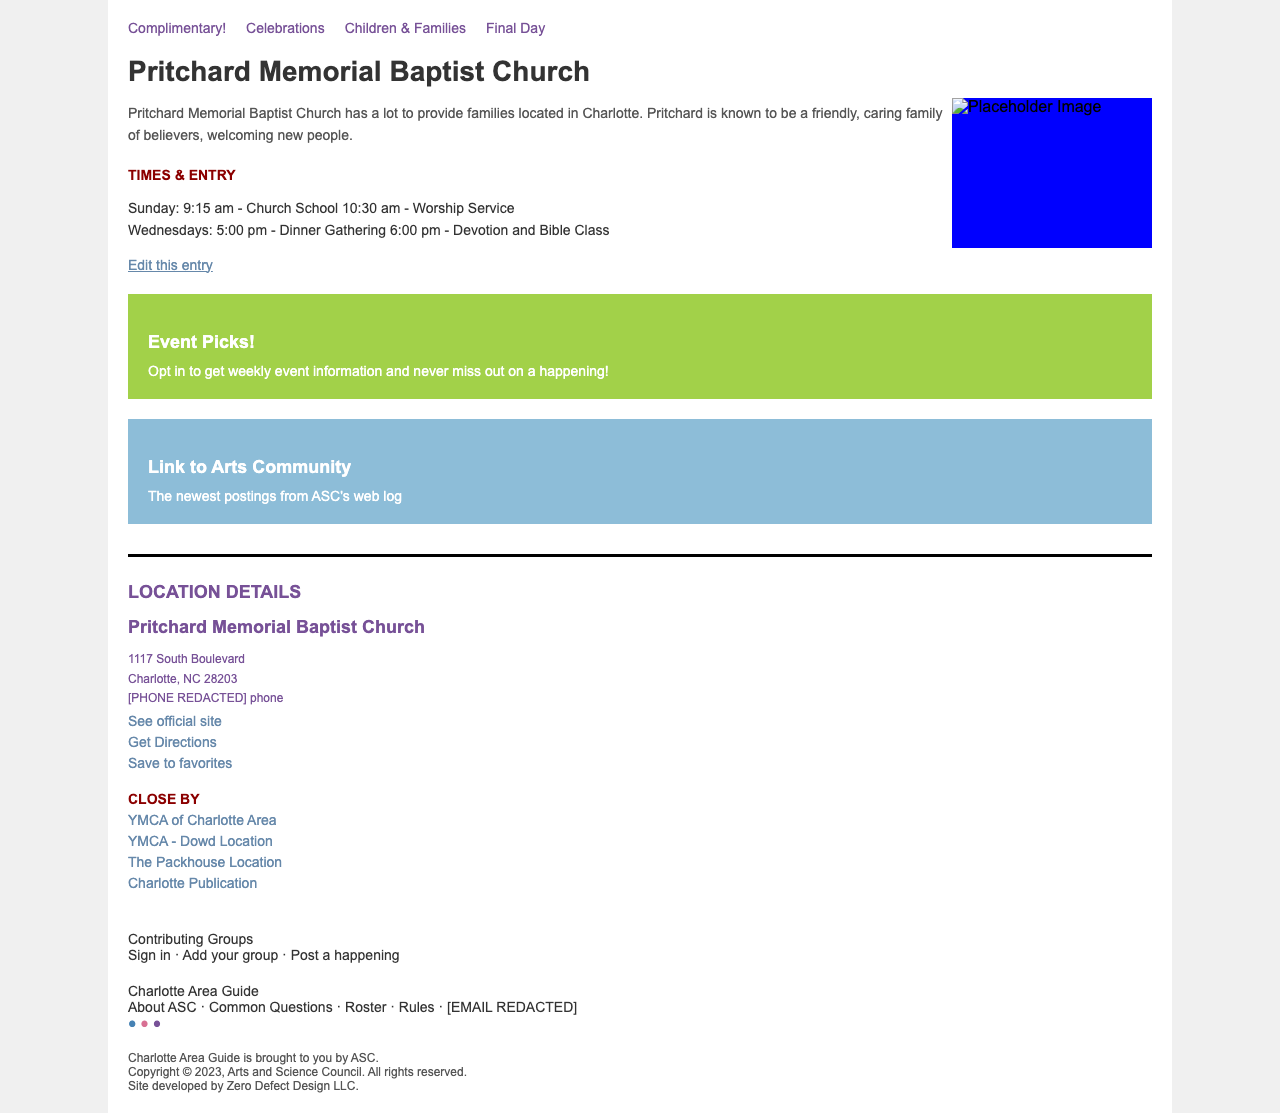 Complimentary! Celebrations Children & Families Final Day
Pritchard Memorial Baptist Church
Pritchard Memorial Baptist Church has a lot to provide families located in Charlotte. Pritchard is known to be a friendly, caring family
of believers, welcoming new people.
Placeholder Image
TIMES & ENTRY
Sunday: 9:15 am - Church School 10:30 am - Worship Service
Wednesdays: 5:00 pm - Dinner Gathering 6:00 pm - Devotion and Bible Class
Edit this entry
Event Picks!
Opt in to get weekly event information and never miss out on a happening!
Link to Arts Community
The newest postings from ASC's web log
LOCATION DETAILS
Pritchard Memorial Baptist Church
1117 South Boulevard
Charlotte, NC 28203
[PHONE REDACTED] phone
See official site
Get Directions
Save to favorites
CLOSE BY
YMCA of Charlotte Area
YMCA - Dowd Location
The Packhouse Location
Charlotte Publication
Contributing Groups
Sign in · Add your group · Post a happening
Charlotte Area Guide
About ASC · Common Questions · Roster · Rules · [EMAIL REDACTED]
Charlotte Area Guide is brought to you by ASC.
Copyright © 2023, Arts and Science Council. All rights reserved.
Site developed by Zero Defect Design LLC.